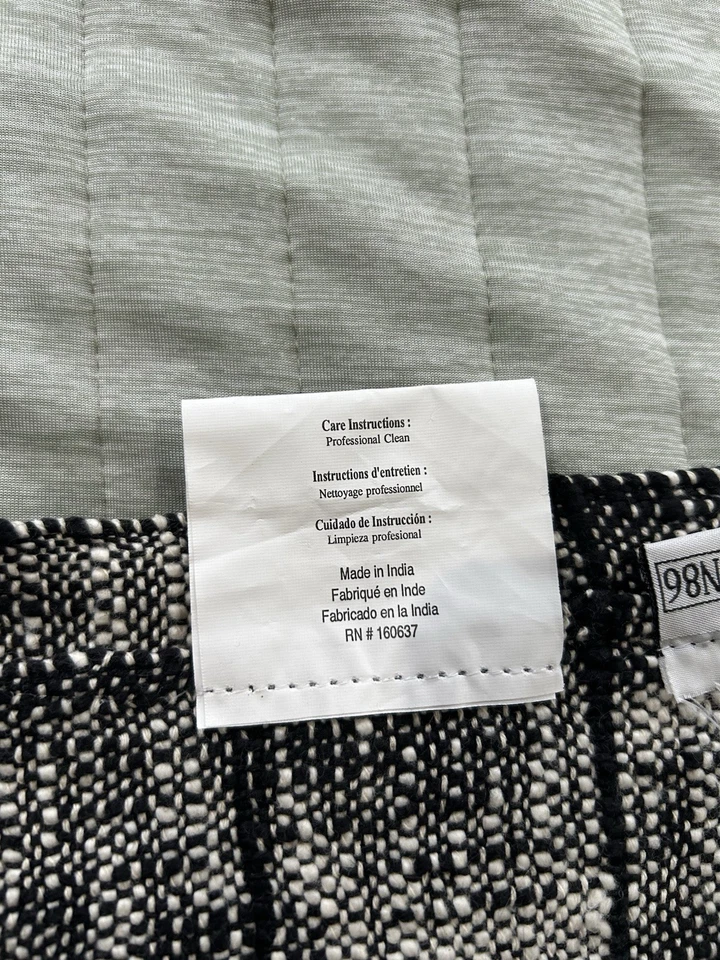 Care Instructions :
Professional Clean
Instructions d'entretien :
Nettoyage professionnel
Cuidado de Instrucción :
Limpieza profesional
Made in India
Fabriqué en Inde
Fabricado en la India
RN # 160637